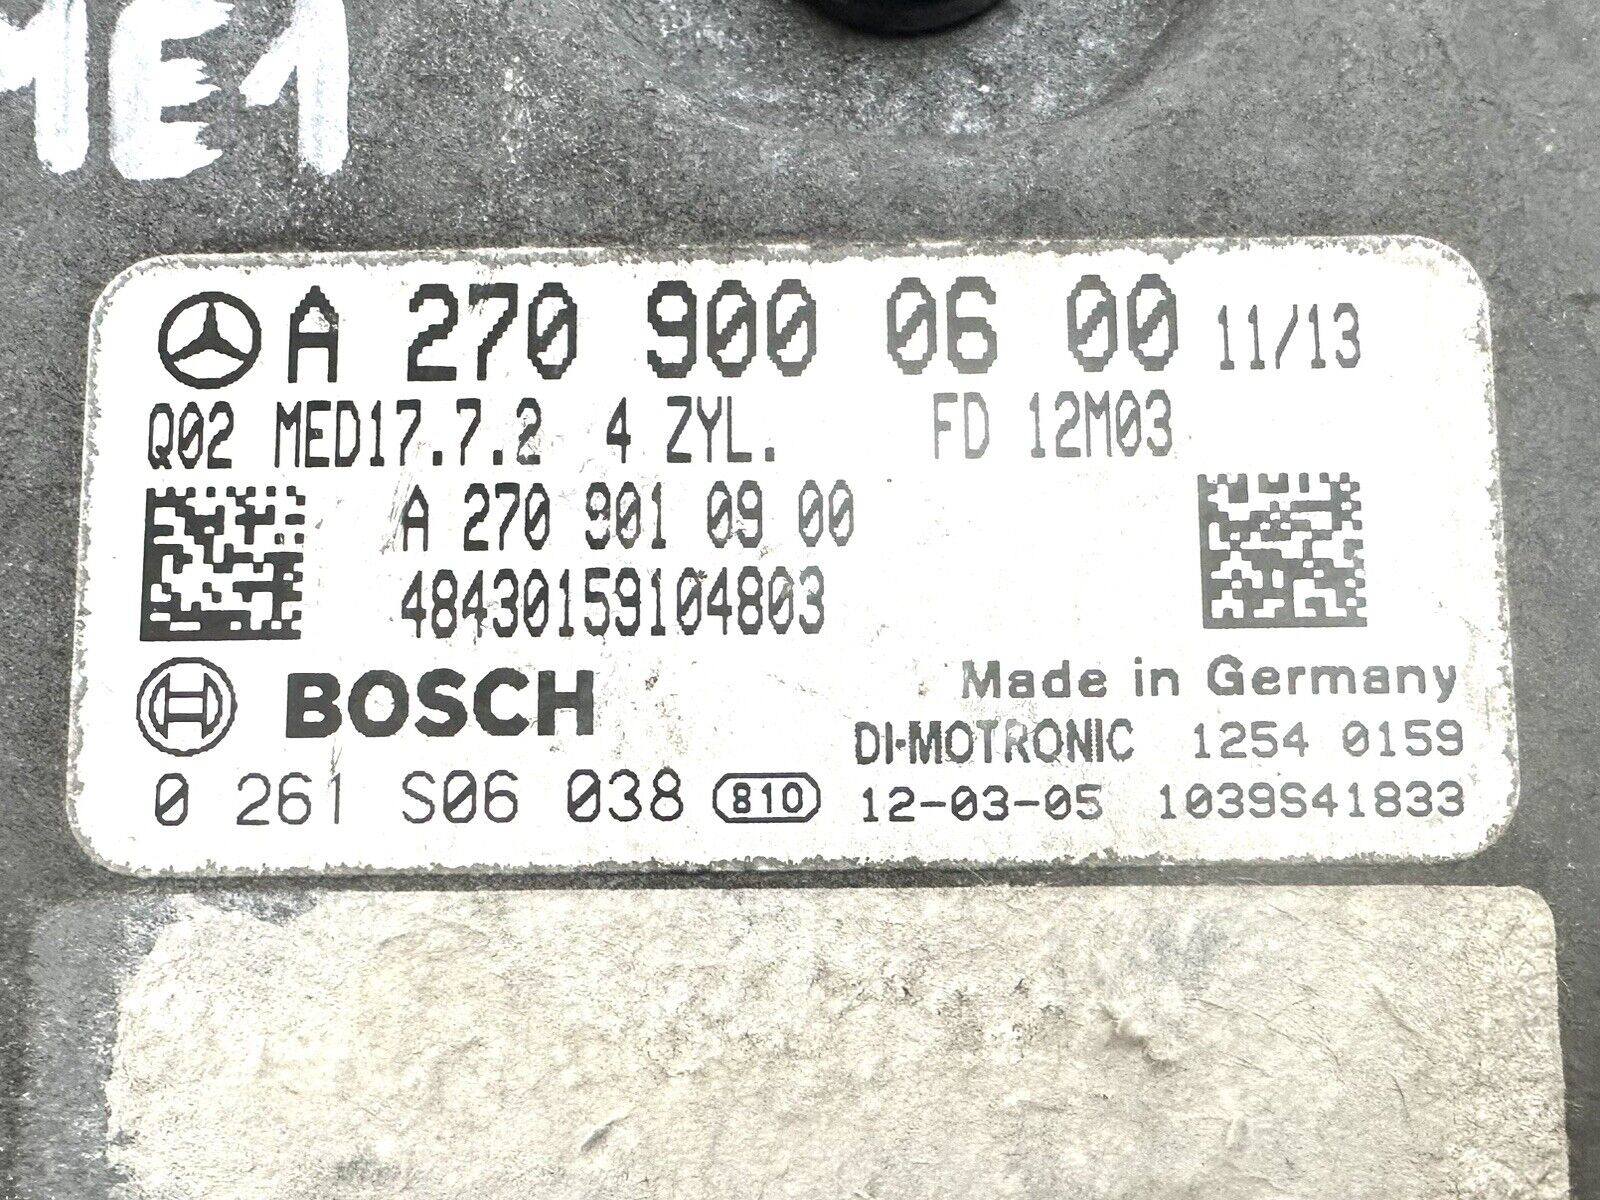 ME1
A 270 900 06 00 11/13
Q02 MED17.7.2 4 ZYL. FD 12M03
A 270 901 09 00
48430159104803
BOSCH
Made in Germany
DI-MOTRONIC 1254 0159
0 261 S06 038 810 12-03-05 1039S41833